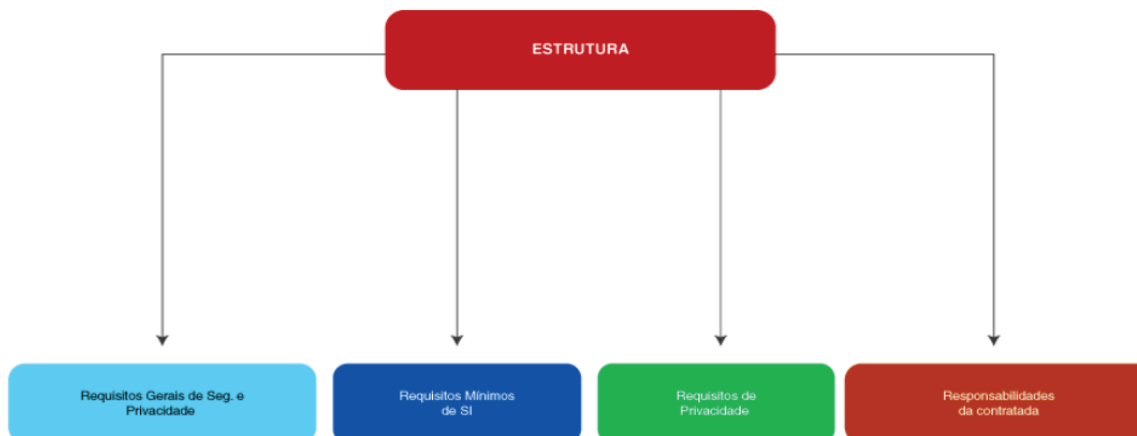 ESTRUTURA
Requisitos Gerais de Seg. e
Privacidade
Requisitos Mínimos
de SI
Requisitos de
Privacidade
Responsabilidades
da contratada